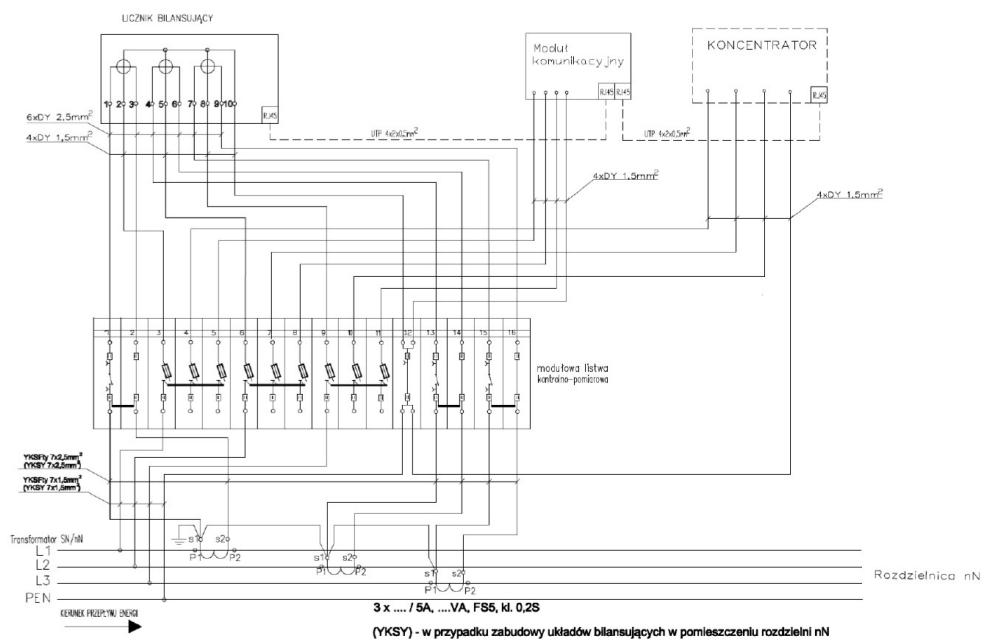 LICZNIK BILANSUJĄCY
Moduł
komunikacyjny
KONCENTRATOR
1 2 3 4 5 6 7 8 9 10
RJ45
RJ45 RJ45
RJ45
6xDY 2,5mm²
4xDY 1,5mm²
UTP 4x2x0,5mm²
UTP 4x2x0,5mm²
4xDY 1,5mm²
4xDY 1,5mm²
1 2 3 4 5 6 7 8 9 10 11 12 13 14 15 16
modułowa listwa
kontrolno-pomiarowa
YKSFty 7x2,5mm²
(YKSY 7x2,5mm²)
YKSFty 7x1,5mm²
(YKSY 7x1,5mm²)
Transformator SN/nN
s1 s2
s1 s2
s1 s2
L1
P1 P2
L2
P1 P2
L3
P1 P2
PEN
Rozdzielnica nN
KIERUNEK PRZEPŁYWU ENERGII
3 x .... / 5A, ....VA, FS5, kl. 0,2S
(YKSY) - w przypadku zabudowy układów bilansujących w pomieszczeniu rozdzielni nN